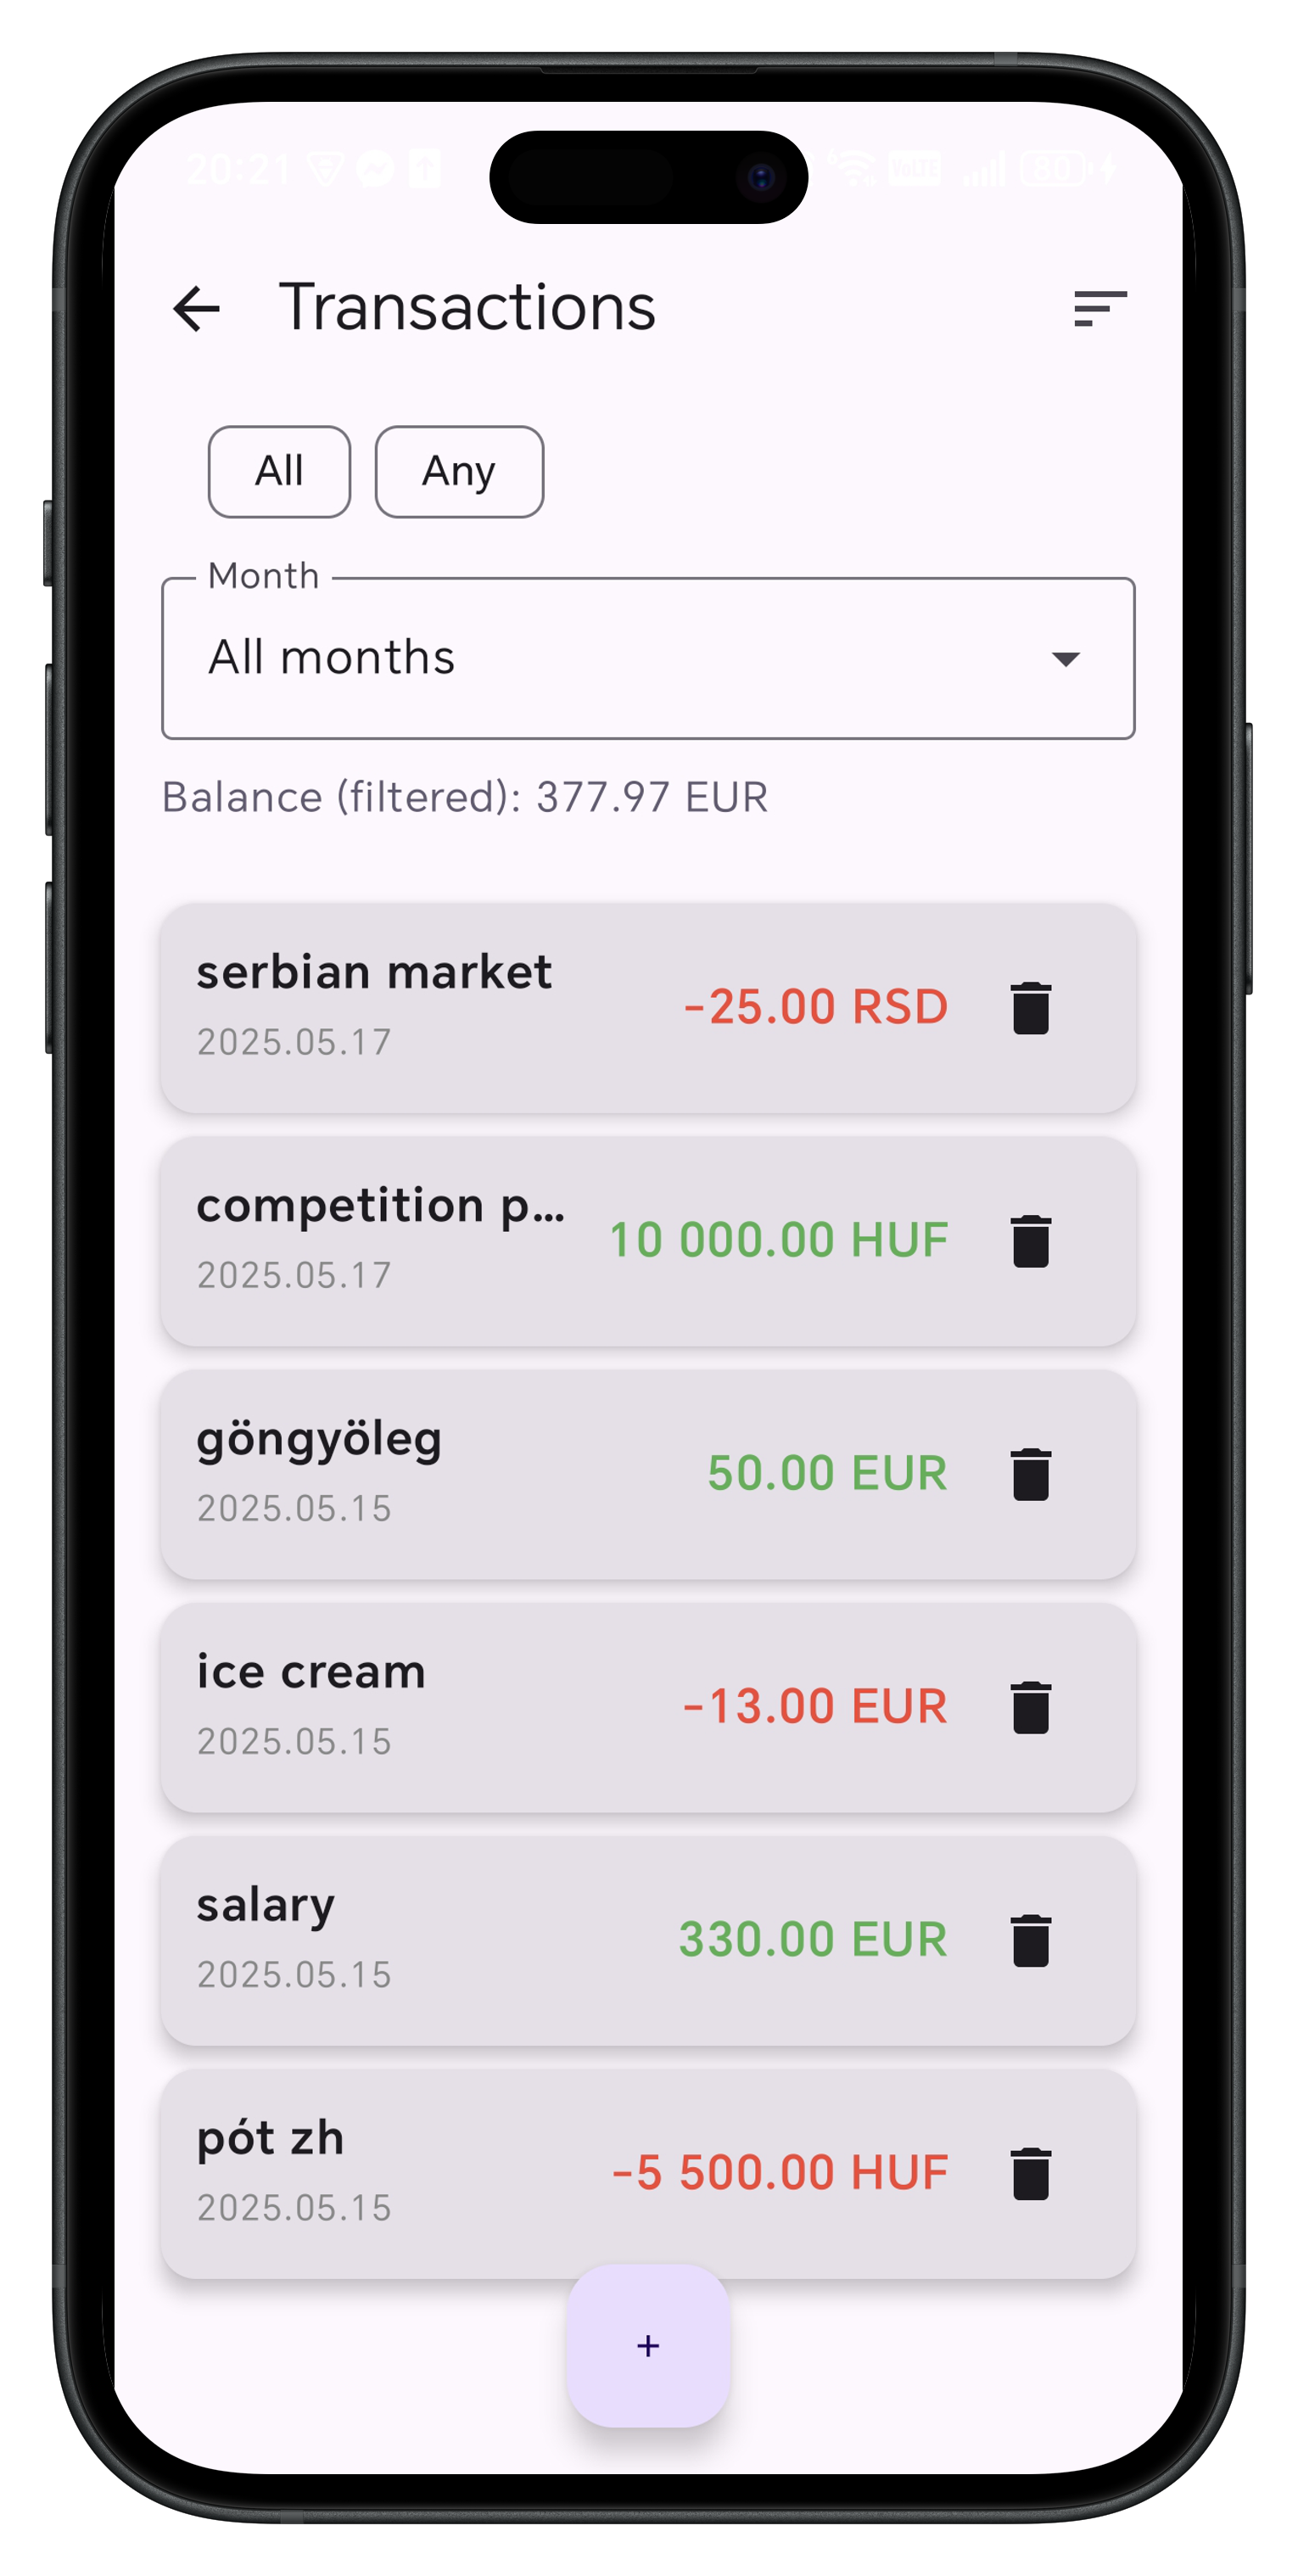 20:21
VoLTE
80
Transactions
All
Any
Month
All months
Balance (filtered): 377.97 EUR
serbian market
-25.00 RSD
2025.05.17
competition p...
10 000.00 HUF
2025.05.17
göngyöleg
50.00 EUR
2025.05.15
ice cream
-13.00 EUR
2025.05.15
salary
330.00 EUR
2025.05.15
pót zh
-5 500.00 HUF
2025.05.15
+